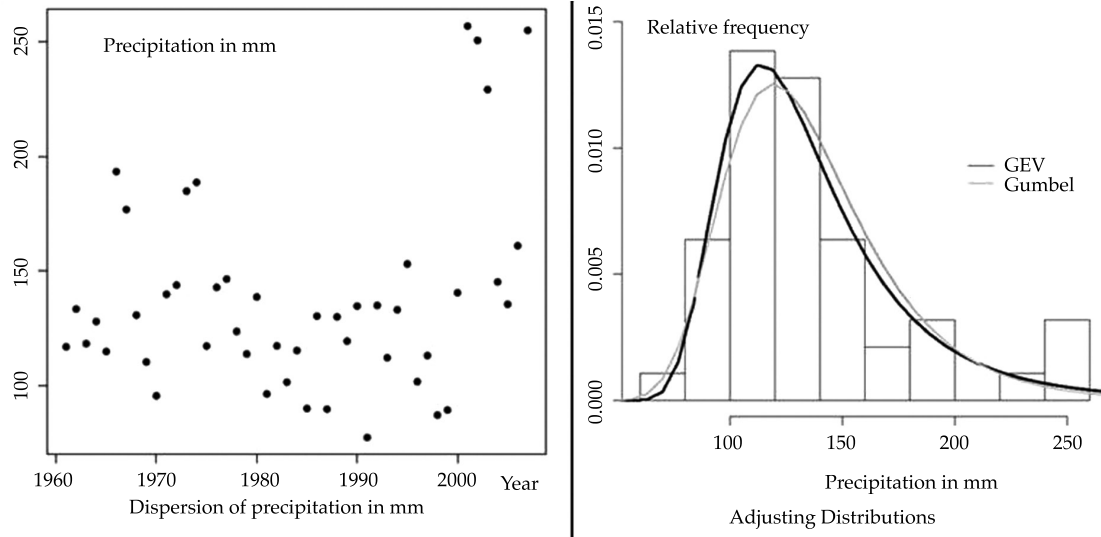 Precipitation in mm
250
200
150
100
1960
1970
1980
1990
2000
Year
Dispersion of precipitation in mm
Relative frequency
0.015
0.010
0.005
0.000
GEV
Gumbel
100
150
200
250
Precipitation in mm
Adjusting Distributions